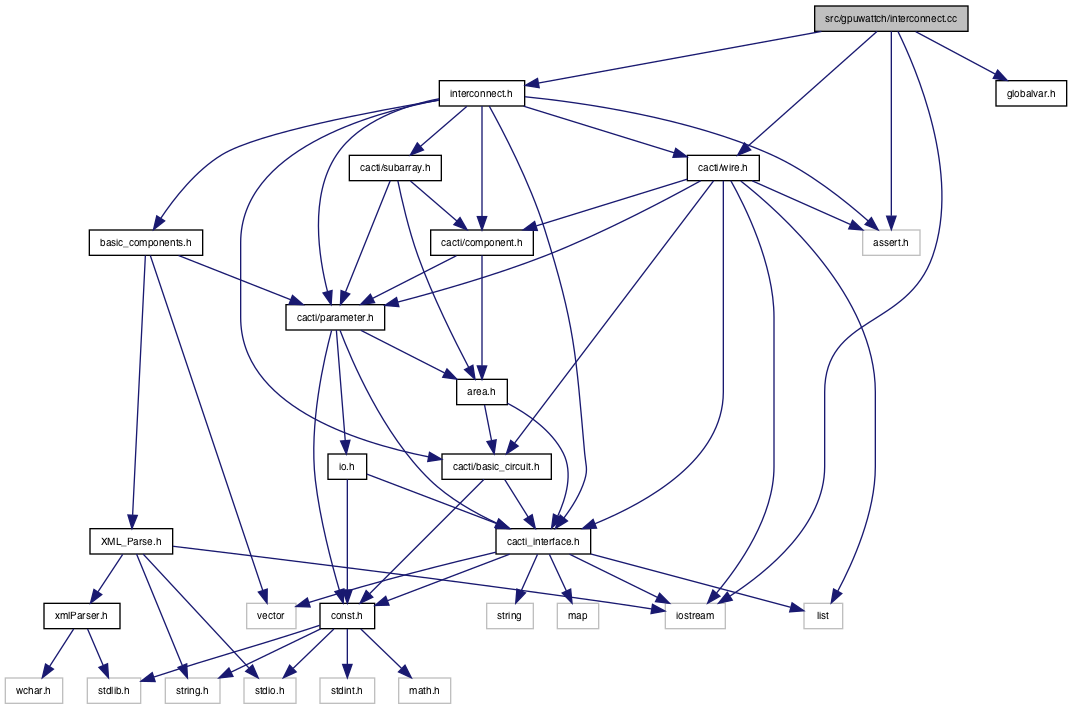 src/gpuwattch/interconnect.cc
interconnect.h
globalvar.h
cacti/subarray.h
cacti/wire.h
basic_components.h
cacti/component.h
assert.h
cacti/parameter.h
area.h
io.h
cacti/basic_circuit.h
XML_Parse.h
cacti_interface.h
xmlParser.h
vector
const.h
string
map
iostream
list
wchar.h
stdlib.h
string.h
stdio.h
stdint.h
math.h